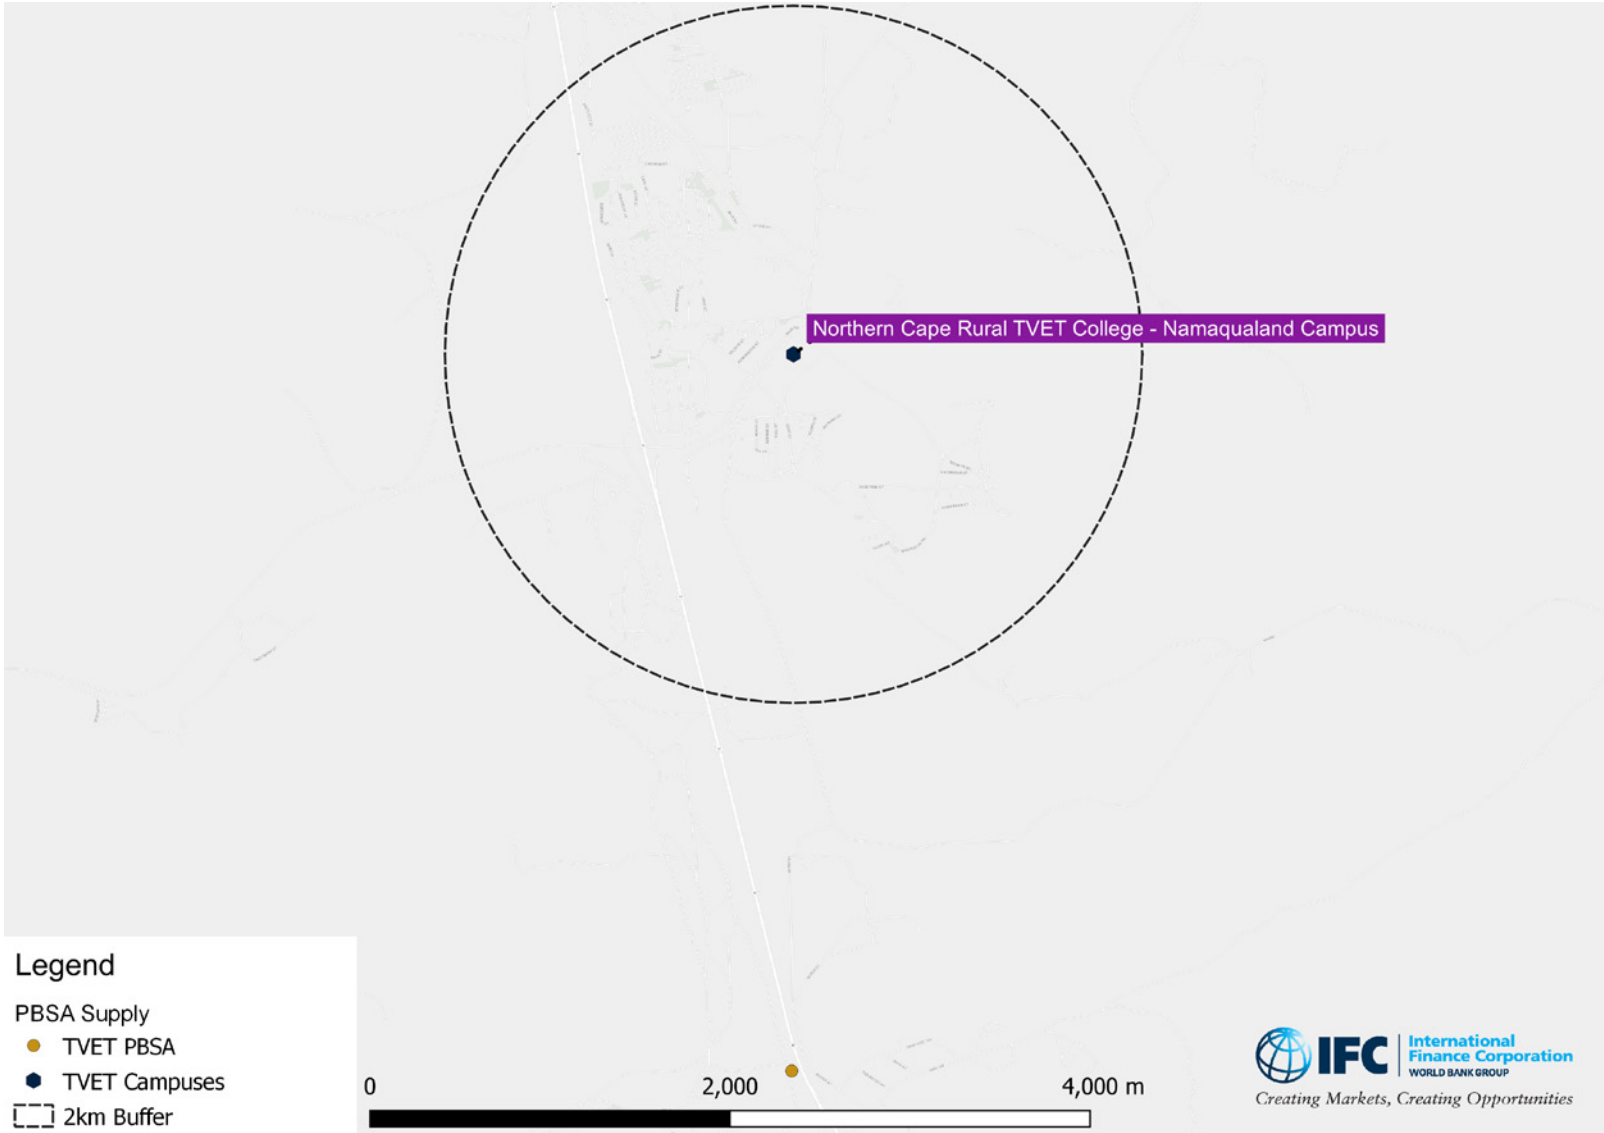 Northern Cape Rural TVET College - Namaqualand Campus
Legend
PBSA Supply
TVET PBSA
TVET Campuses
2km Buffer
0 2,000 4,000 m
IFC
International
Finance Corporation
WORLD BANK GROUP
Creating Markets, Creating Opportunities